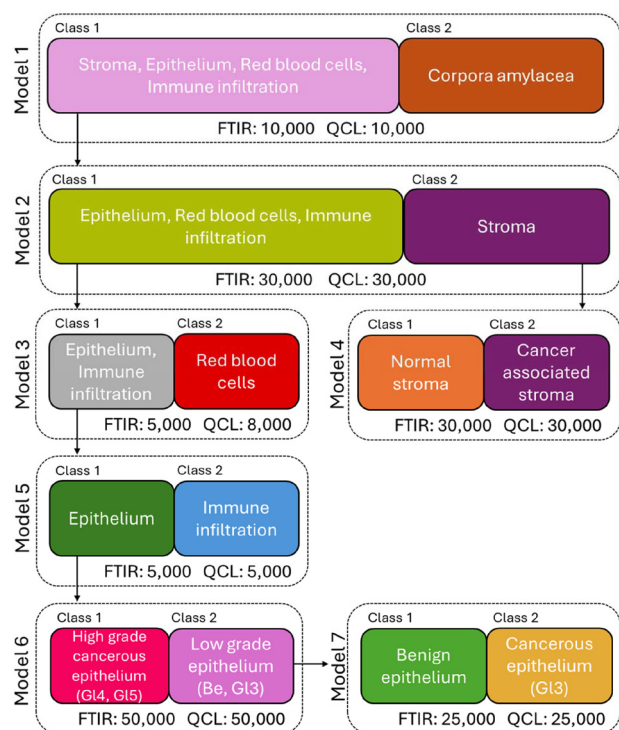 Model 1
Class 1
Class 2
Stroma, Epithelium, Red blood cells,
Immune infiltration
Corpora amylacea
FTIR: 10,000 QCL: 10,000
Model 2
Class 1
Class 2
Epithelium, Red blood cells, Immune
infiltration
Stroma
FTIR: 30,000 QCL: 30,000
Model 3
Class 1
Class 2
Epithelium,
Immune
infiltration
Red blood
cells
FTIR: 5,000 QCL: 8,000
Model 4
Class 1
Class 2
Normal
stroma
Cancer
associated
stroma
FTIR: 30,000 QCL: 30,000
Model 5
Class 1
Class 2
Epithelium
Immune
infiltration
FTIR: 5,000 QCL: 5,000
Model 6
Class 1
Class 2
High grade
cancerous
epithelium
(Gl4, Gl5)
Low grade
epithelium
(Be, Gl3)
FTIR: 50,000 QCL: 50,000
Model 7
Class 1
Class 2
Benign
epithelium
Cancerous
epithelium
(Gl3)
FTIR: 25,000 QCL: 25,000